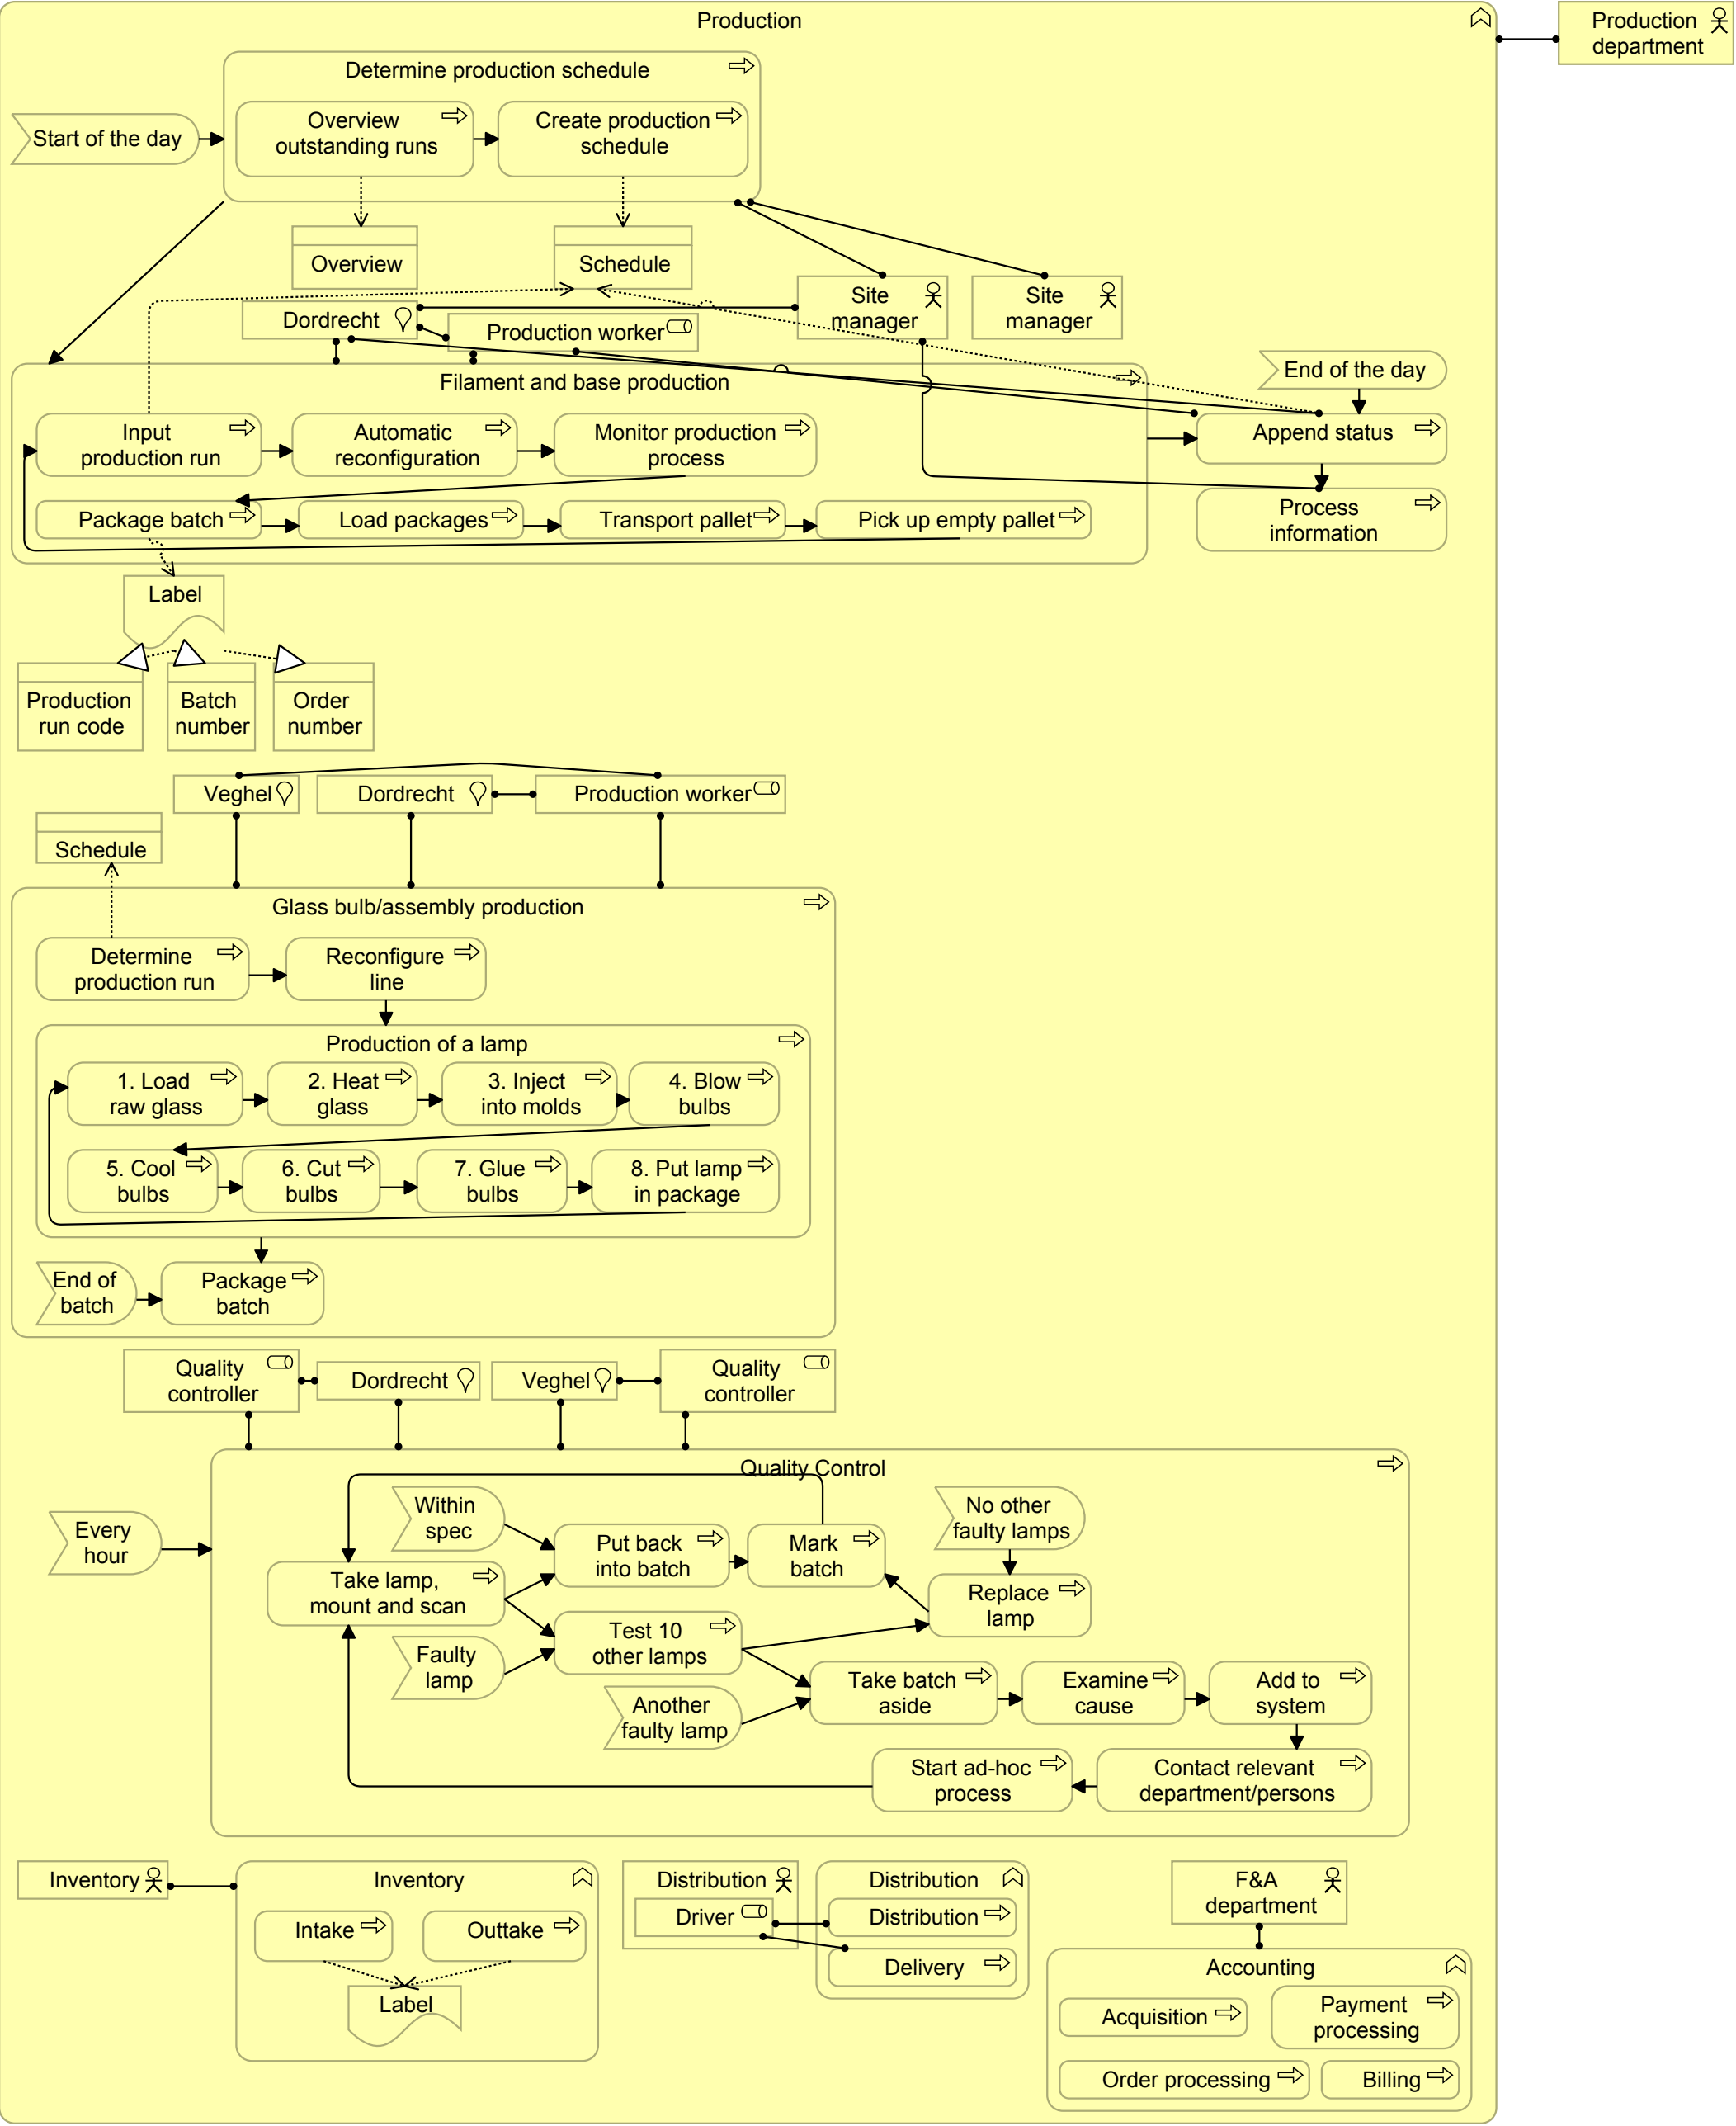 Production
Production
department
Determine production schedule
Start of the day
Overview
outstanding runs
Create production
schedule
Overview
Schedule
Site
manager
Site
manager
Dordrecht
Production worker
Filament and base production
End of the day
Input
production run
Automatic
reconfiguration
Monitor production
process
Append status
Package batch
Load packages
Transport pallet
Pick up empty pallet
Process
information
Label
Production
run code
Batch
number
Order
number
Veghel
Dordrecht
Production worker
Schedule
Glass bulb/assembly production
Determine
production run
Reconfigure
line
Production of a lamp
1. Load
raw glass
2. Heat
glass
3. Inject
into molds
4. Blow
bulbs
5. Cool
bulbs
6. Cut
bulbs
7. Glue
bulbs
8. Put lamp
in package
End of
batch
Package
batch
Quality
controller
Dordrecht
Veghel
Quality
controller
Quality Control
Every
hour
Within
spec
Put back
into batch
Mark
batch
No other
faulty lamps
Take lamp,
mount and scan
Replace
lamp
Faulty
lamp
Test 10
other lamps
Another
faulty lamp
Take batch
aside
Examine
cause
Add to
system
Start ad-hoc
process
Contact relevant
department/persons
Inventory
Inventory
Intake
Outtake
Label
Distribution
Driver
Distribution
Distribution
Delivery
F&A
department
Accounting
Acquisition
Payment
processing
Order processing
Billing